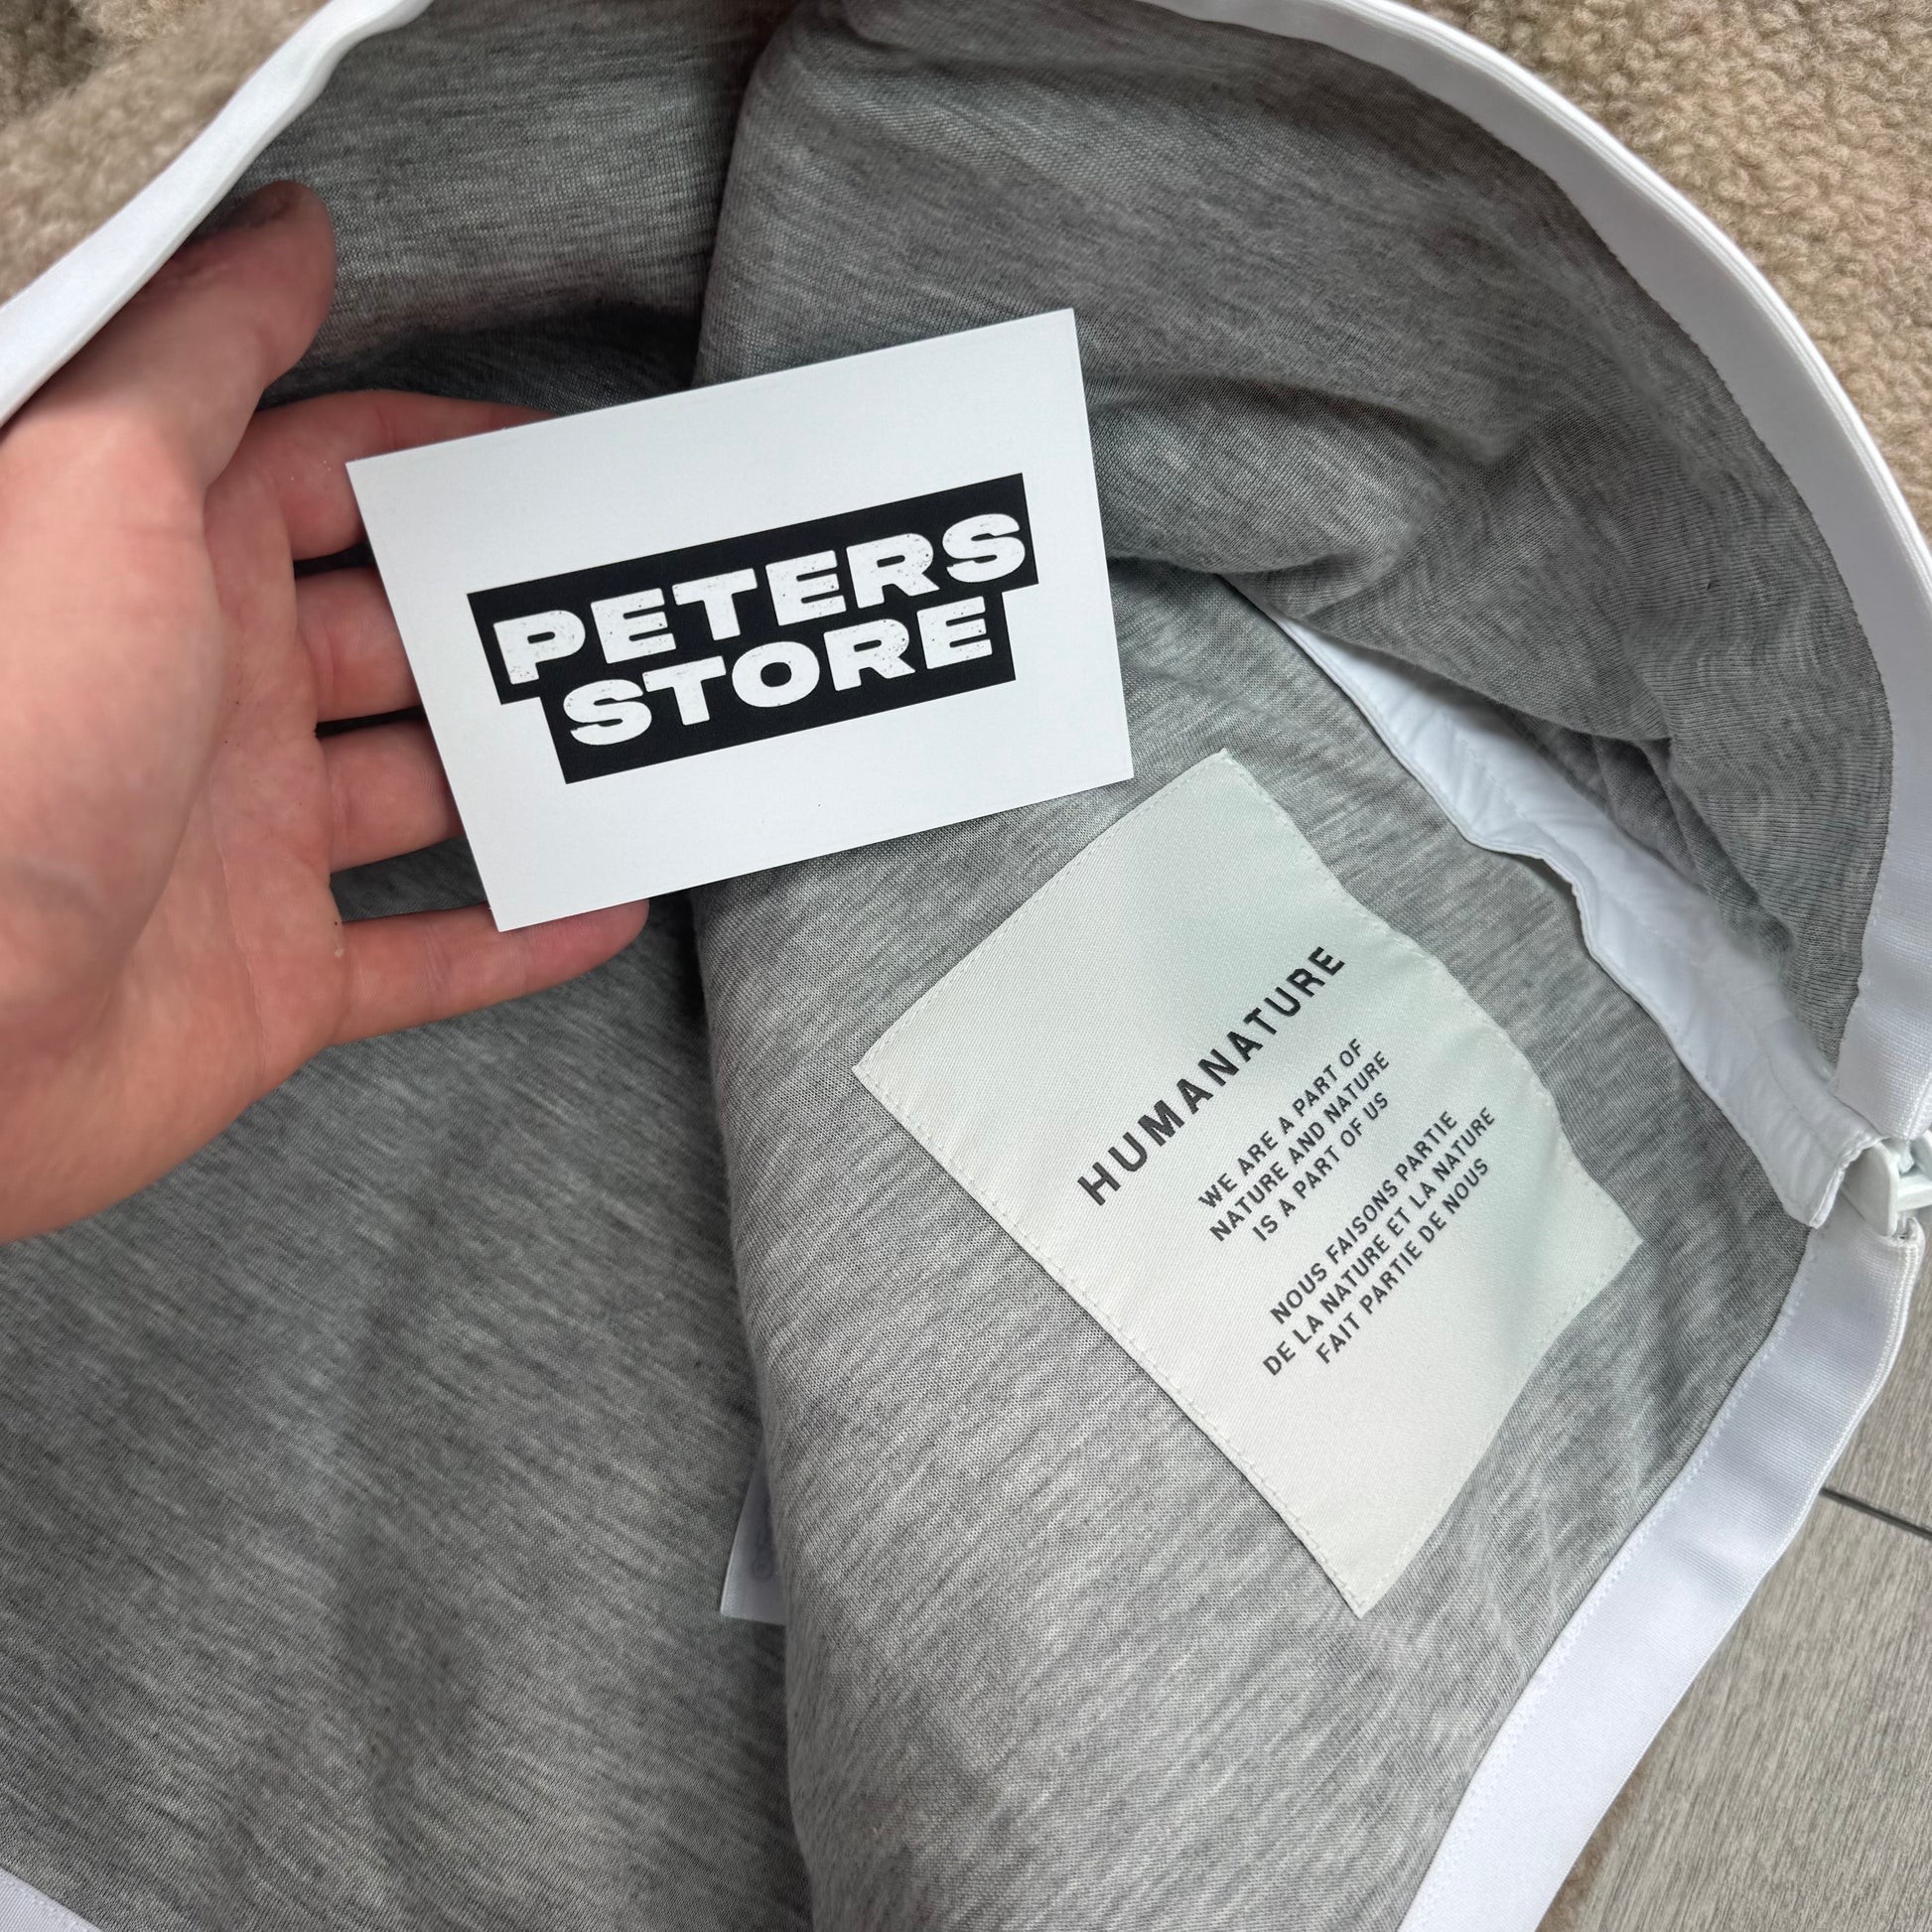 PETERS
STORE
HUMANATURE
WE ARE A PART OF
NATURE AND NATURE
IS A PART OF US
NOUS FAISONS PARTIE
DE LA NATURE ET LA NATURE
FAIT PARTIE DE NOUS